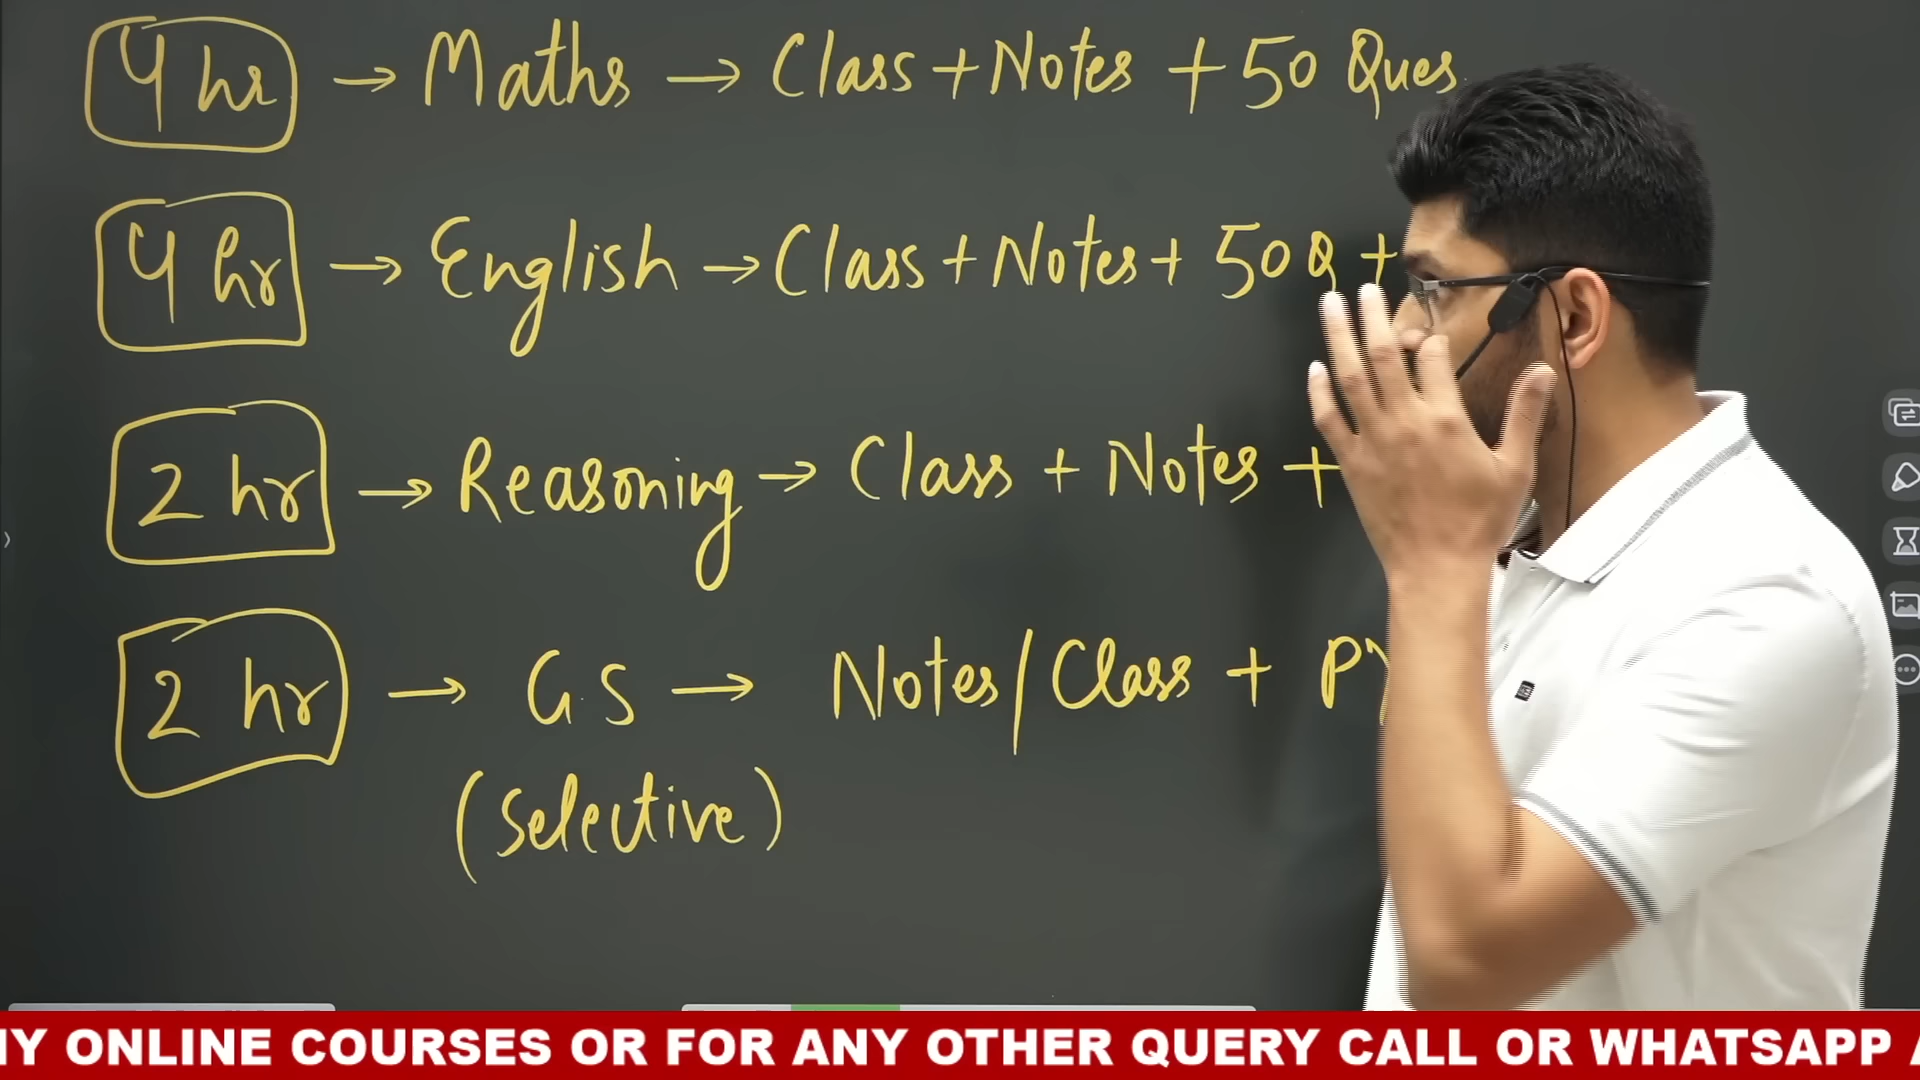 4 hr → Maths → Class + Notes + 50 Ques
4 hr → English → Class + Notes + 50 Q +
2 hr → Reasoning → Class + Notes +
2 hr → G.S → Notes/Class +
(Selective)
ONLINE COURSES OR FOR ANY OTHER QUERY CALL OR WHATSAPP